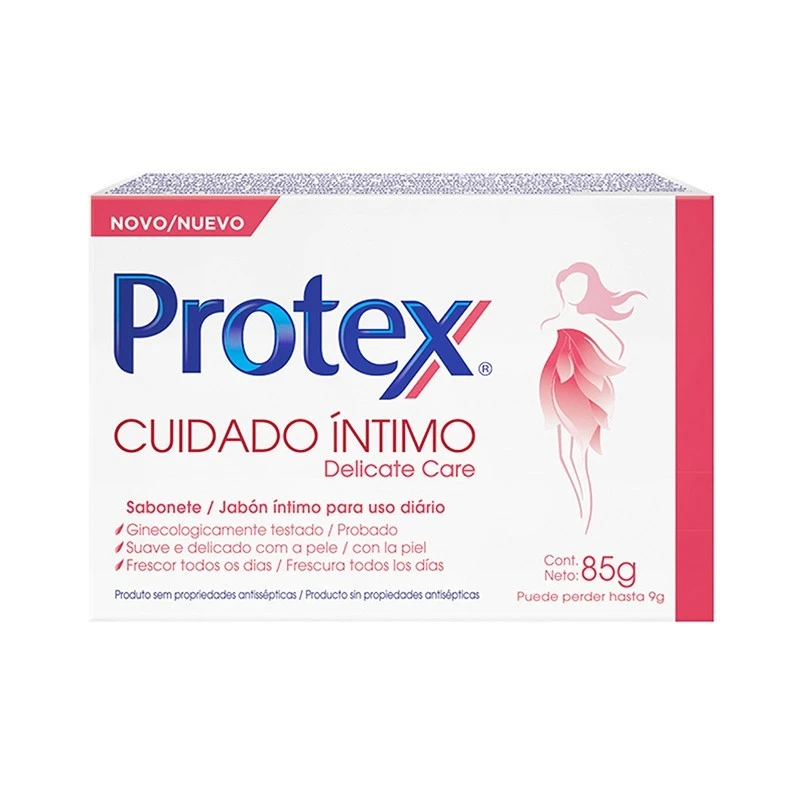 NOVO/NUEVO
Protex®
CUIDADO ÍNTIMO
Delicate Care
Sabonete / Jabón íntimo para uso diário
Ginecologicamente testado / Probado
Suave e delicado com a pele / con la piel
Frescor todos os dias / Frescura todos los días
Produto sem propriedades antissépticas / Producto sin propiedades antisépticas
Cont.
Neto: 85g
Puede perder hasta 9g